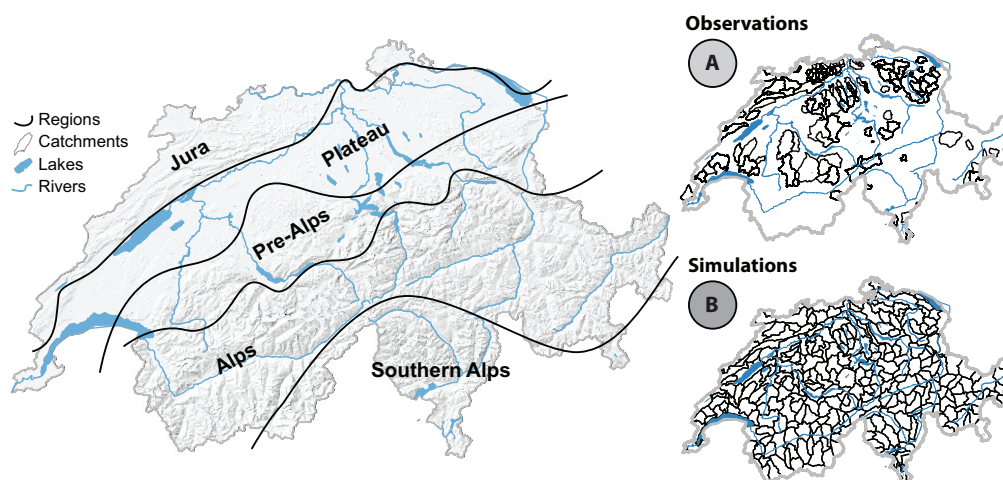 Regions
Catchments
Lakes
Rivers
Jura
Plateau
Pre-Alps
Alps
Southern Alps
Observations
A
Simulations
B